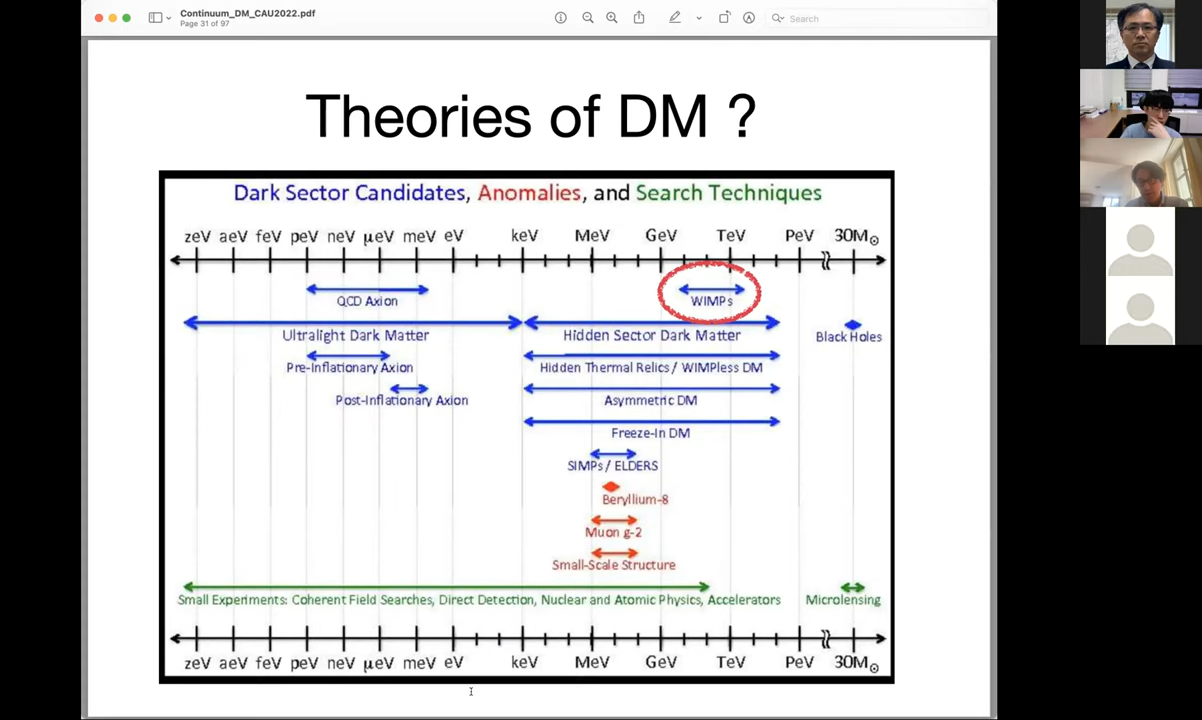 Continuum_DM_CAU2022.pdf
Page 31 of 97
Search
Theories of DM ?
Dark Sector Candidates, Anomalies, and Search Techniques
zeV aeV feV peV neV μeV meV eV keV MeV GeV TeV PeV 30M⊙
QCD Axion
WIMPs
Ultralight Dark Matter
Hidden Sector Dark Matter
Black Holes
Pre-Inflationary Axion
Hidden Thermal Relics / WIMPless DM
Post-Inflationary Axion
Asymmetric DM
Freeze-In DM
SIMPs / ELDERS
Beryllium-8
Muon g-2
Small-Scale Structure
Small Experiments: Coherent Field Searches, Direct Detection, Nuclear and Atomic Physics, Accelerators
Microlensing
zeV aeV feV peV neV μeV meV eV keV MeV GeV TeV PeV 30M⊙